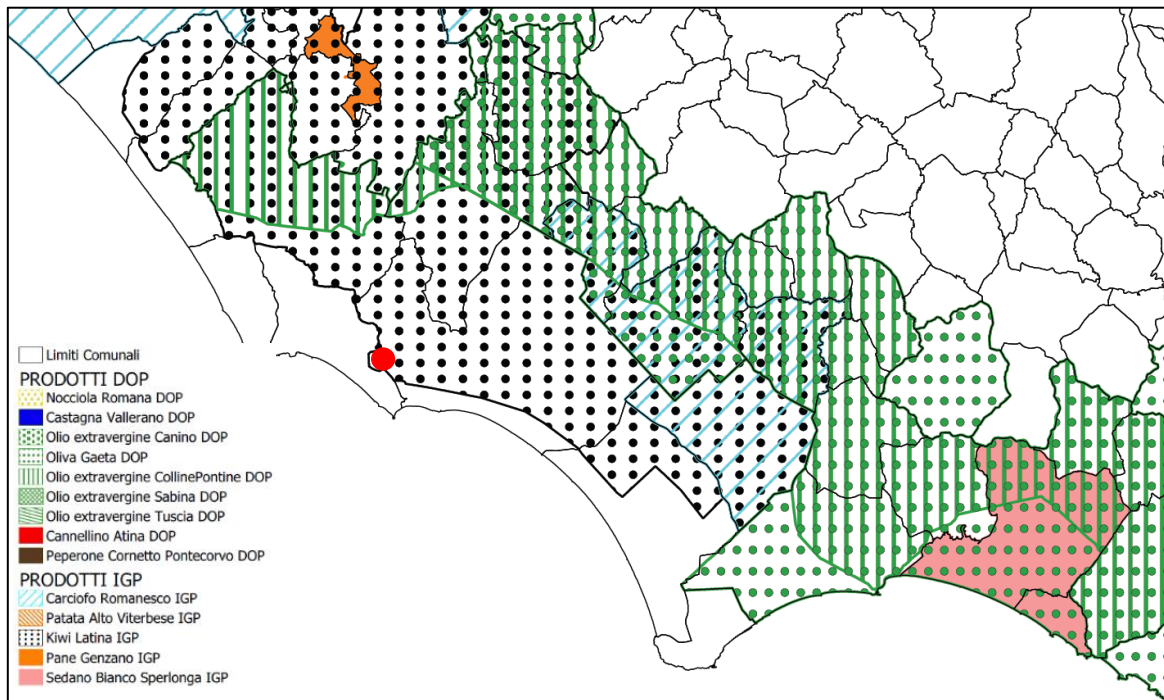 Limiti Comunali
PRODOTTI DOP
Nocciola Romana DOP
Castagna Vallerano DOP
Olio extravergine Canino DOP
Oliva Gaeta DOP
Olio extravergine CollinePontine DOP
Olio extravergine Sabina DOP
Olio extravergine Tuscia DOP
Cannellino Atina DOP
Peperone Cornetto Pontecorvo DOP
PRODOTTI IGP
Carciofo Romanesco IGP
Patata Alto Viterbese IGP
Kiwi Latina IGP
Pane Genzano IGP
Sedano Bianco Sperlonga IGP